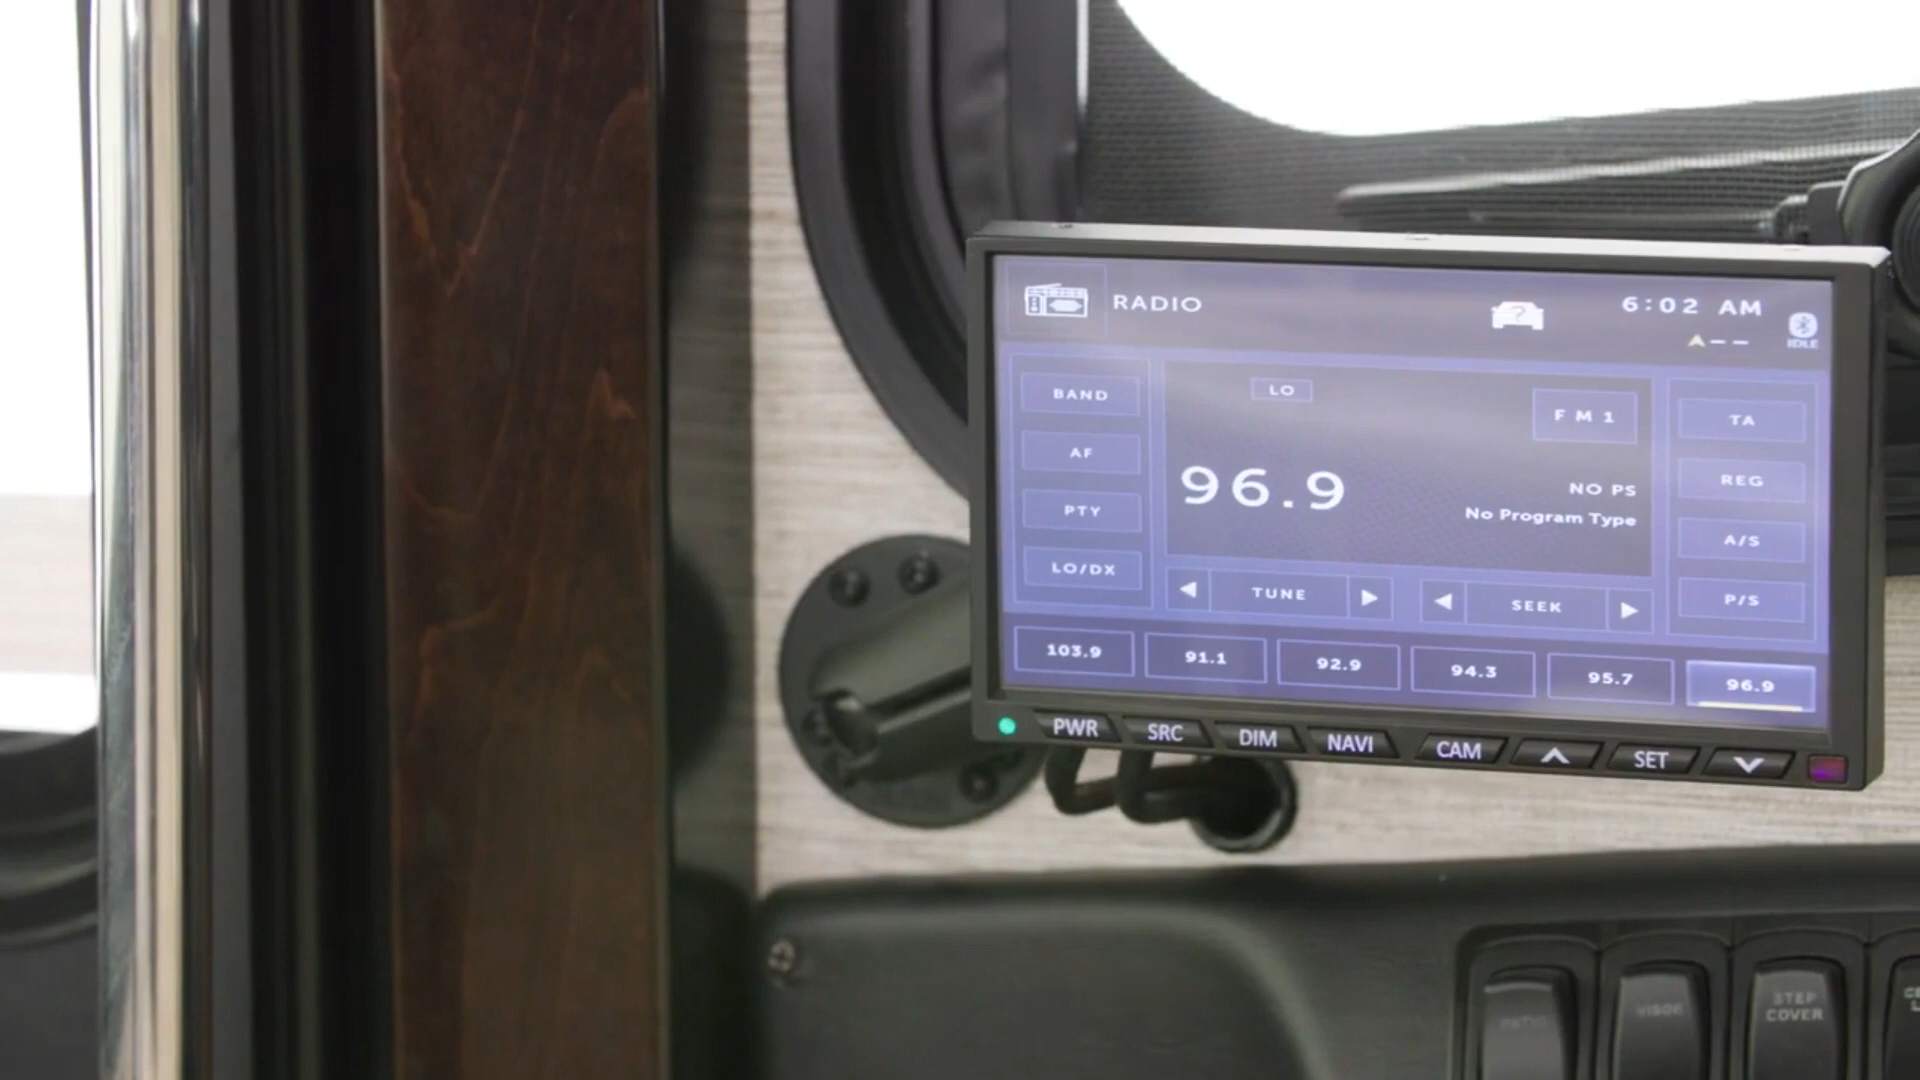 RADIO
6:02 AM
IDLE
BAND
LO
FM1
TA
AF
96.9
NO PS
REG
PTY
No Program Type
A/S
LO/DX
TUNE
SEEK
P/S
103.9
91.1
92.9
94.3
95.7
96.9
PWR
SRC
DIM
NAVI
CAM
SET
VISOR
STEP
COVER